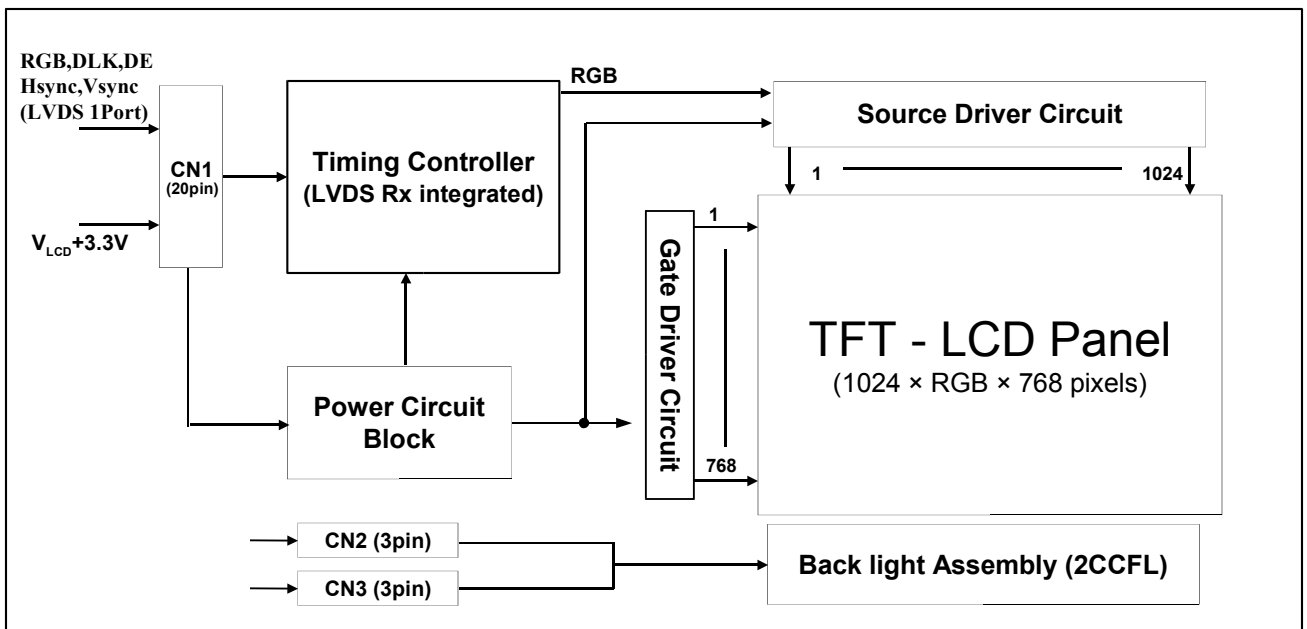 RGB,DLK,DE
Hsync,Vsync
(LVDS 1Port)
V_LCD+3.3V
CN1
(20pin)
Timing Controller
(LVDS Rx integrated)
RGB
Source Driver Circuit
1
1024
Power Circuit
Block
Gate Driver Circuit
1
768
TFT - LCD Panel
(1024 × RGB × 768 pixels)
CN2 (3pin)
CN3 (3pin)
Back light Assembly (2CCFL)